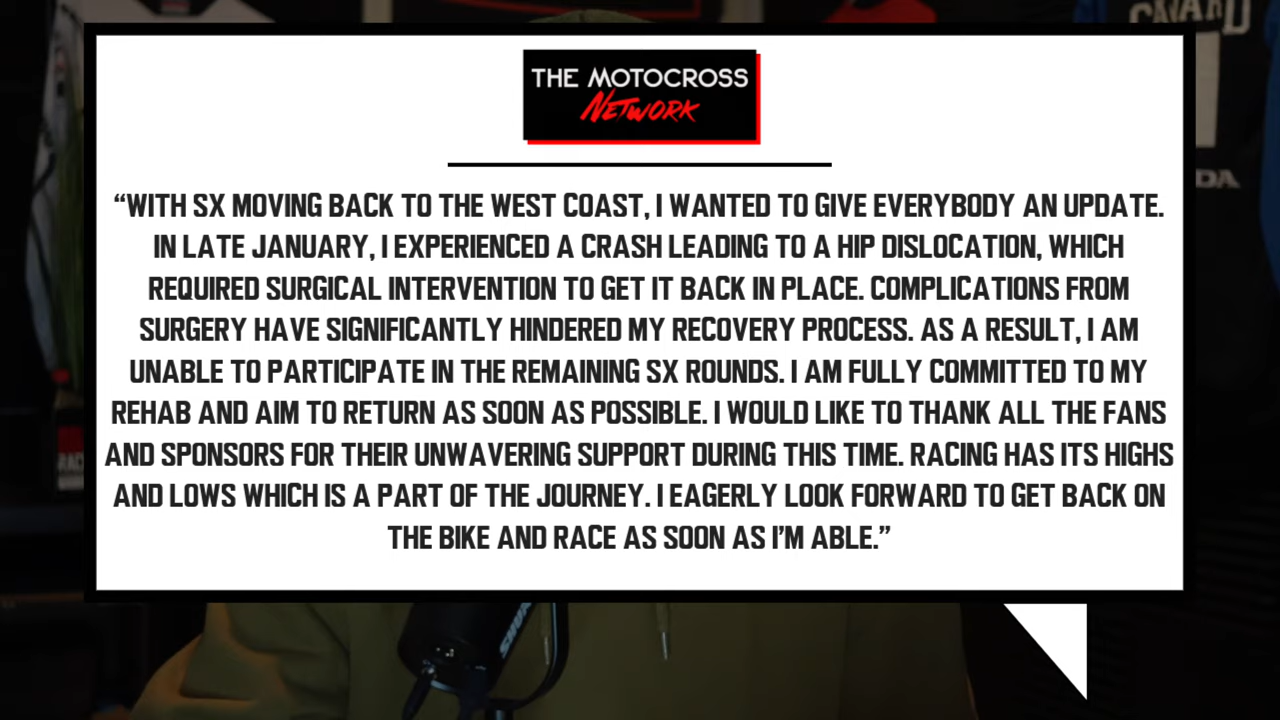 CANARD
THE MOTOCROSS
NETWORK
“WITH SX MOVING BACK TO THE WEST COAST, I WANTED TO GIVE EVERYBODY AN UPDATE.
IN LATE JANUARY, I EXPERIENCED A CRASH LEADING TO A HIP DISLOCATION, WHICH
REQUIRED SURGICAL INTERVENTION TO GET IT BACK IN PLACE. COMPLICATIONS FROM
SURGERY HAVE SIGNIFICANTLY HINDERED MY RECOVERY PROCESS. AS A RESULT, I AM
UNABLE TO PARTICIPATE IN THE REMAINING SX ROUNDS. I AM FULLY COMMITTED TO MY
REHAB AND AIM TO RETURN AS SOON AS POSSIBLE. I WOULD LIKE TO THANK ALL THE FANS
AND SPONSORS FOR THEIR UNWAVERING SUPPORT DURING THIS TIME. RACING HAS ITS HIGHS
AND LOWS WHICH IS A PART OF THE JOURNEY. I EAGERLY LOOK FORWARD TO GET BACK ON
THE BIKE AND RACE AS SOON AS I’M ABLE.”